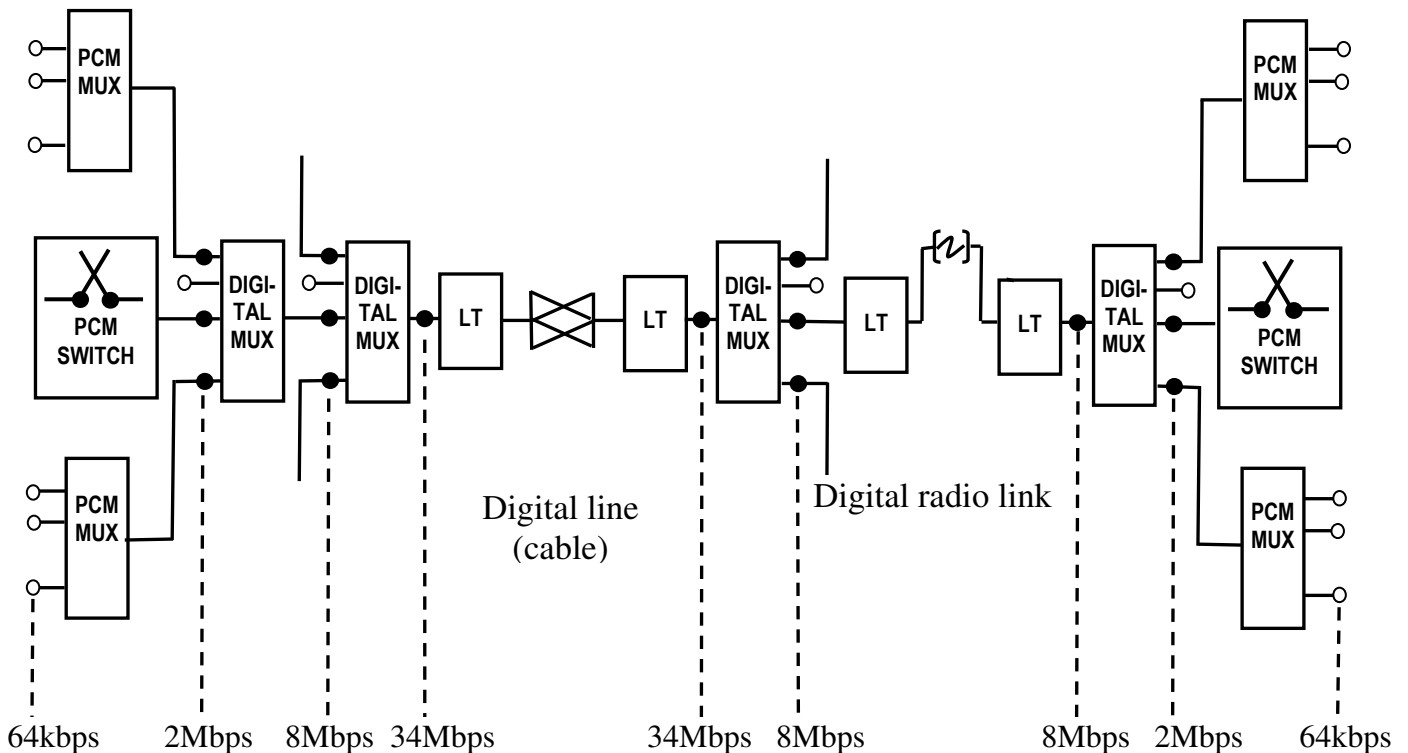 PCM
MUX
PCM
MUX
DIGI-
TAL
MUX
DIGI-
TAL
MUX
DIGI-
TAL
MUX
DIGI-
TAL
MUX
LT
LT
LT
LT
PCM
SWITCH
PCM
SWITCH
Digital line
(cable)
Digital radio link
PCM
MUX
PCM
MUX
64kbps
2Mbps
8Mbps
34Mbps
34Mbps
8Mbps
8Mbps
2Mbps
64kbps